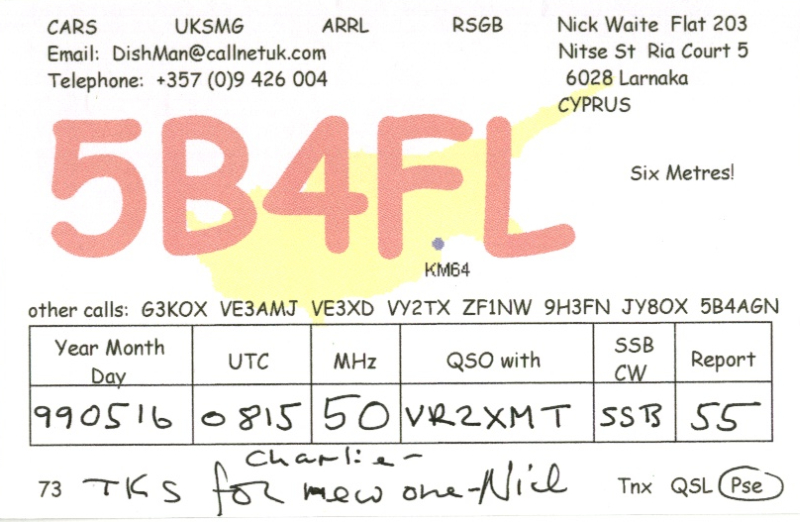 CARS UKSMG ARRL RSGB Nick Waite Flat 203
Email: DishMan@callnetuk.com Nitse St Ria Court 5
Telephone: +357 (0)9 426 004 6028 Larnaka
CYPRUS
5B4FL
Six Metres!
KM64
other calls: G3KOX VE3AMJ VE3XD VY2TX ZF1NW 9H3FN JY8OX 5B4AGN
Year Month Day UTC MHz QSO with SSB CW Report
990516 0815 50 VR2XMT SSB 55
Charlie-
73 TKS for new one-Nick Tnx QSL Pse